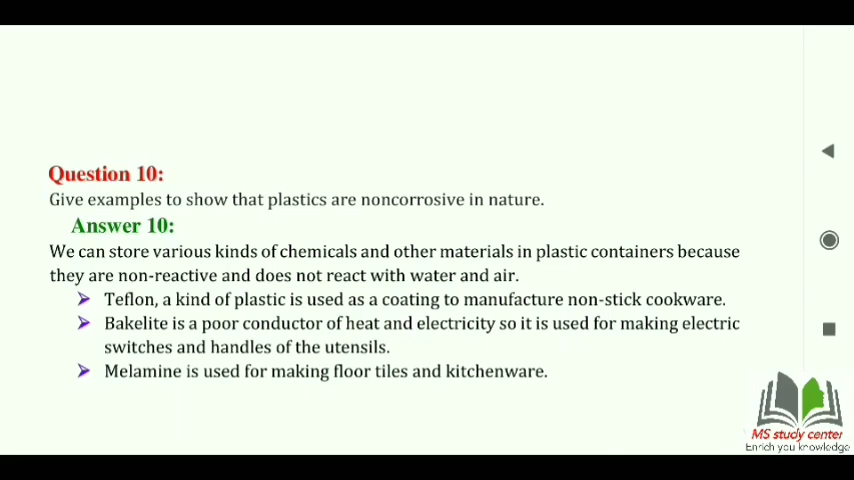 Question 10:
Give examples to show that plastics are noncorrosive in nature.
Answer 10:
We can store various kinds of chemicals and other materials in plastic containers because
they are non-reactive and does not react with water and air.
Teflon, a kind of plastic is used as a coating to manufacture non-stick cookware.
Bakelite is a poor conductor of heat and electricity so it is used for making electric
switches and handles of the utensils.
Melamine is used for making floor tiles and kitchenware.
MS study center
Enrich you knowledge